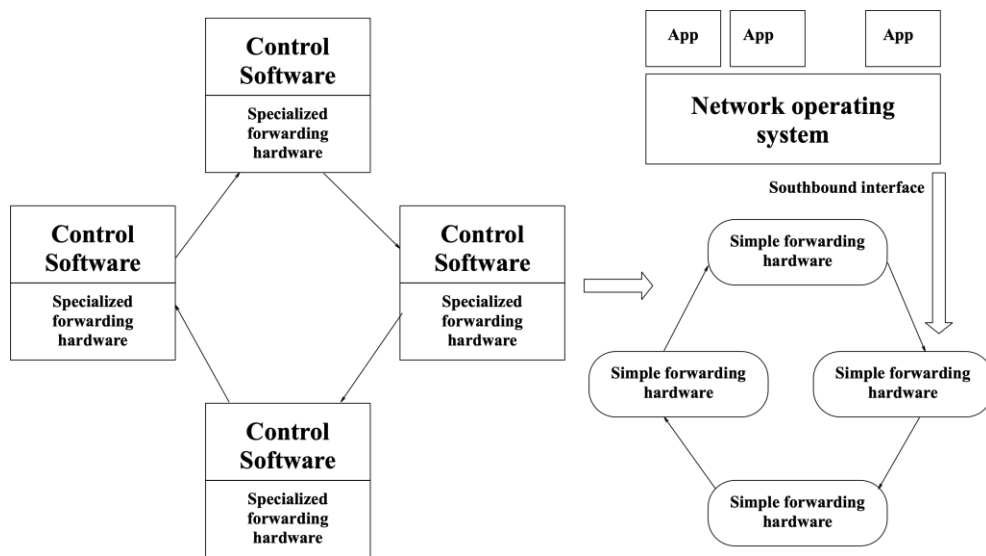 Control
Software
Specialized
forwarding
hardware
Control
Software
Specialized
forwarding
hardware
Control
Software
Specialized
forwarding
hardware
Control
Software
Specialized
forwarding
hardware
App
App
App
Network operating
system
Southbound interface
Simple forwarding
hardware
Simple forwarding
hardware
Simple forwarding
hardware
Simple forwarding
hardware